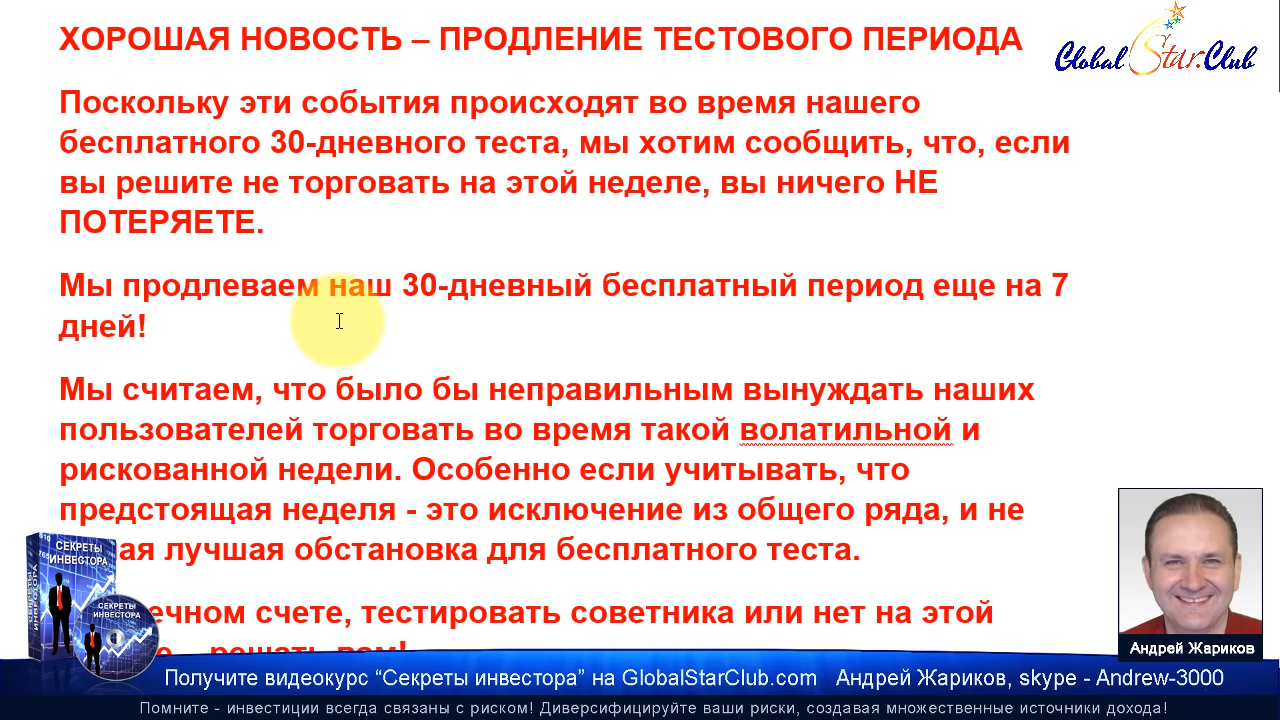 ХОРОШАЯ НОВОСТЬ – ПРОДЛЕНИЕ ТЕСТОВОГО ПЕРИОДА
Global Star.Club
Поскольку эти события происходят во время нашего
бесплатного 30-дневного теста, мы хотим сообщить, что, если
вы решите не торговать на этой неделе, вы ничего НЕ
ПОТЕРЯЕТЕ.
Мы продлеваем наш 30-дневный бесплатный период еще на 7
дней!
Мы считаем, что было бы неправильным вынуждать наших
пользователей торговать во время такой волатильной и
рискованной недели. Особенно если учитывать, что
предстоящая неделя - это исключение из общего ряда, и не
ая лучшая обстановка для бесплатного теста.
ечном счете, тестировать советника или нет на этой
е – решать вам!
СЕКРЕТЫ
ИНВЕСТОРА
СЕКРЕТЫ
ИНВЕСТОРА
Андрей Жариков
Получите видеокурс “Секреты инвестора” на GlobalStarClub.com Андрей Жариков, skype - Andrew-3000
Помните - инвестиции всегда связаны с риском! Диверсифицируйте ваши риски, создавая множественные источники дохода!